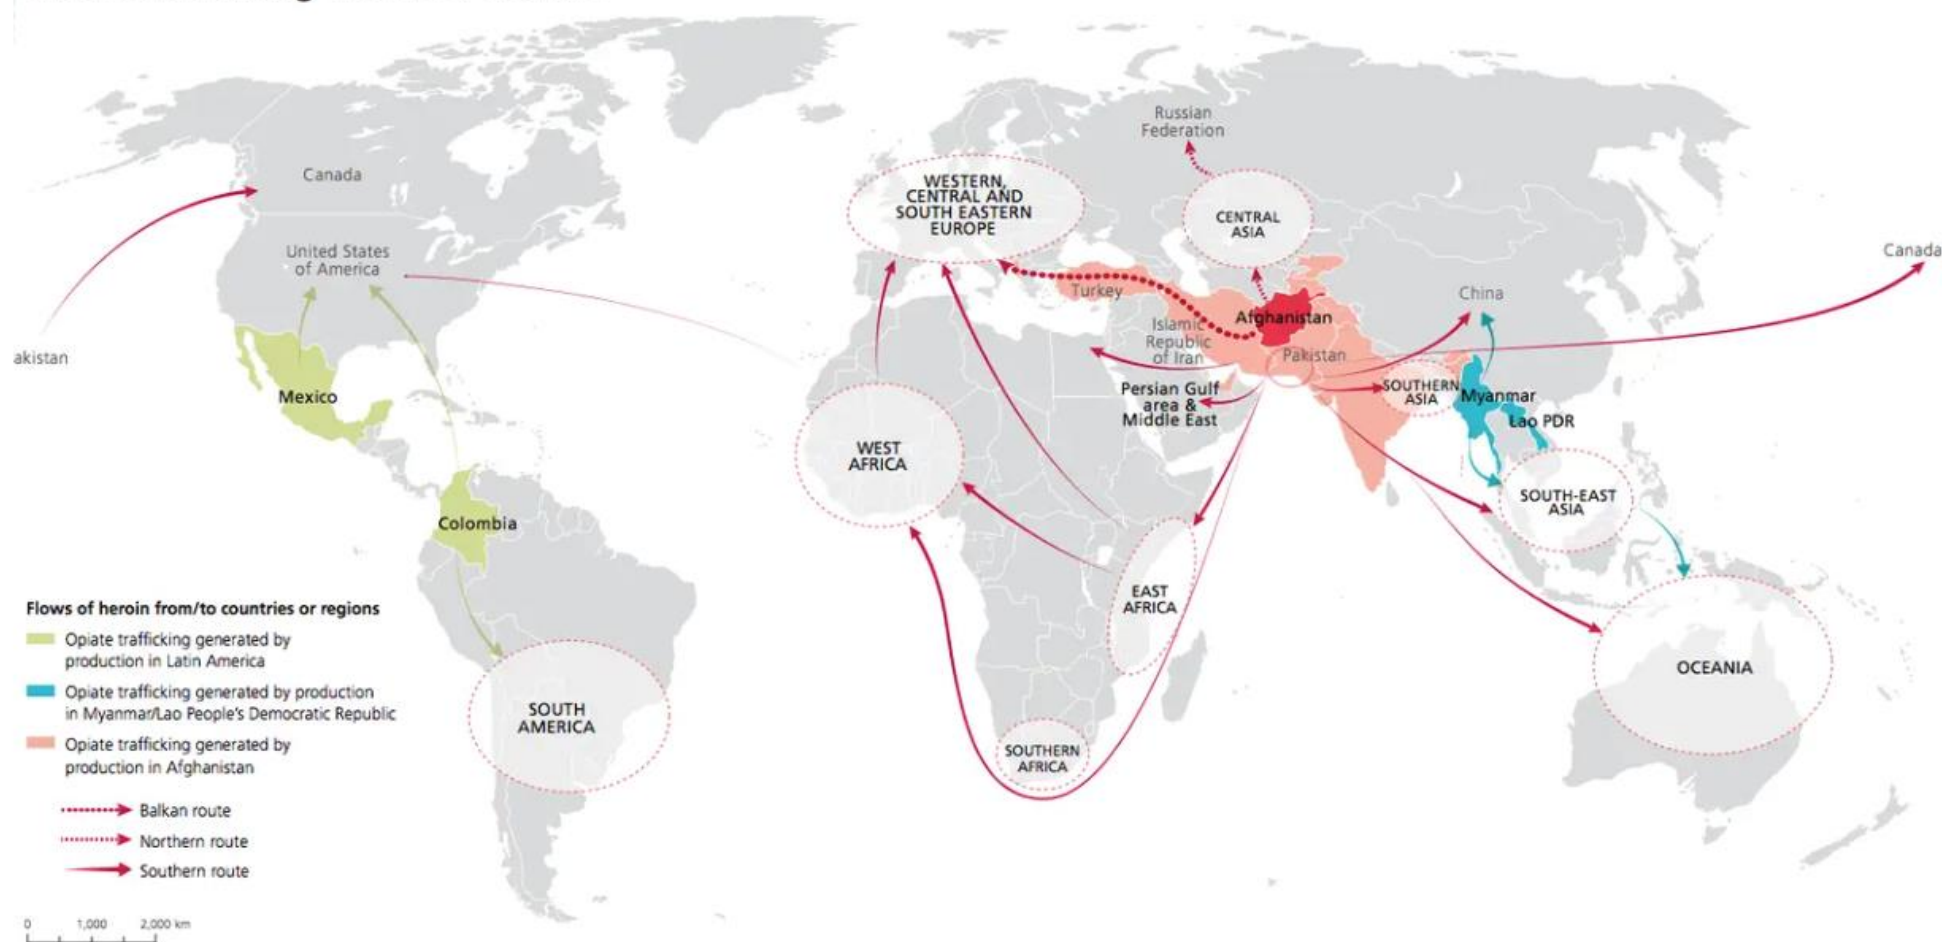 Canada
United States
of America
akistan
Mexico
Colombia
SOUTH
AMERICA
Russian
Federation
WESTERN,
CENTRAL AND
SOUTH EASTERN
EUROPE
CENTRAL
ASIA
Canada
China
Turkey
Afghanistan
Islamic
Republic
of Iran
Pakistan
Persian Gulf
area &
Middle East
SOUTHERN
ASIA
Myanmar
Lao PDR
WEST
AFRICA
SOUTH-EAST
ASIA
EAST
AFRICA
OCEANIA
SOUTHERN
AFRICA
Flows of heroin from/to countries or regions
Opiate trafficking generated by
production in Latin America
Opiate trafficking generated by production
in Myanmar/Lao People's Democratic Republic
Opiate trafficking generated by
production in Afghanistan
Balkan route
Northern route
Southern route
0 1,000 2,000 km